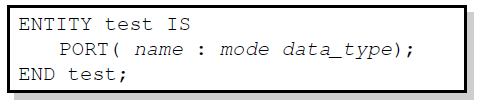 ENTITY test IS
PORT( name : mode data_type);
END test;